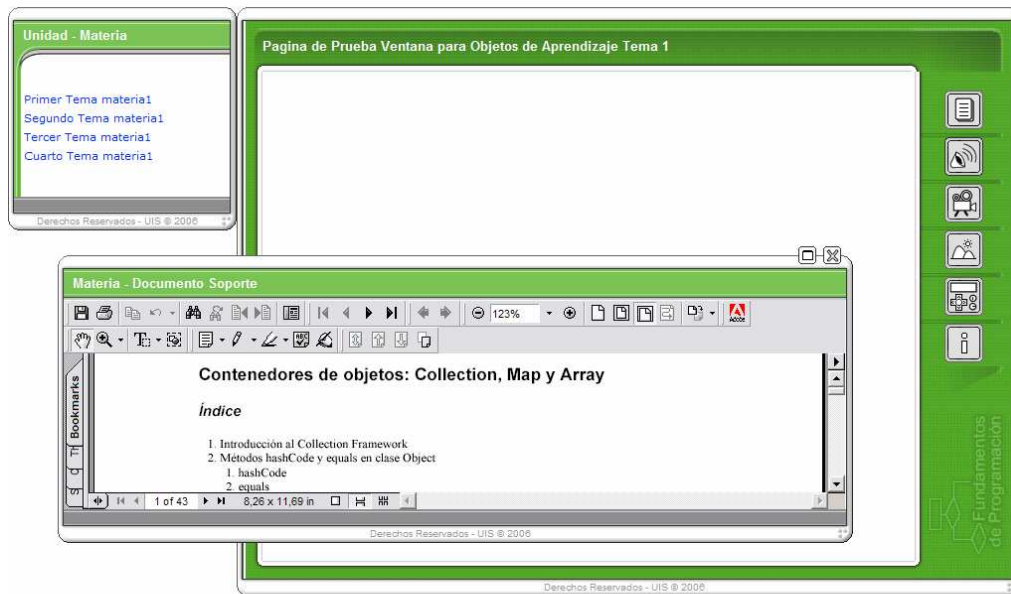 Unidad - Materia
Primer Tema materia1
Segundo Tema materia1
Tercer Tema materia1
Cuarto Tema materia1
Derechos Reservados - UIS © 2006
Pagina de Prueba Ventana para Objetos de Aprendizaje Tema 1
Materia - Documento Soporte
123%
Adobe
Bookmarks
Contenedores de objetos: Collection, Map y Array
Índice
1. Introducción al Collection Framework
2. Métodos hashCode y equals en clase Object
1. hashCode
2. equals
1 of 43
8,26 x 11,69 in
Derechos Reservados - UIS © 2006
Fundamentos
de Programación
Derechos Reservados - UIS © 2006